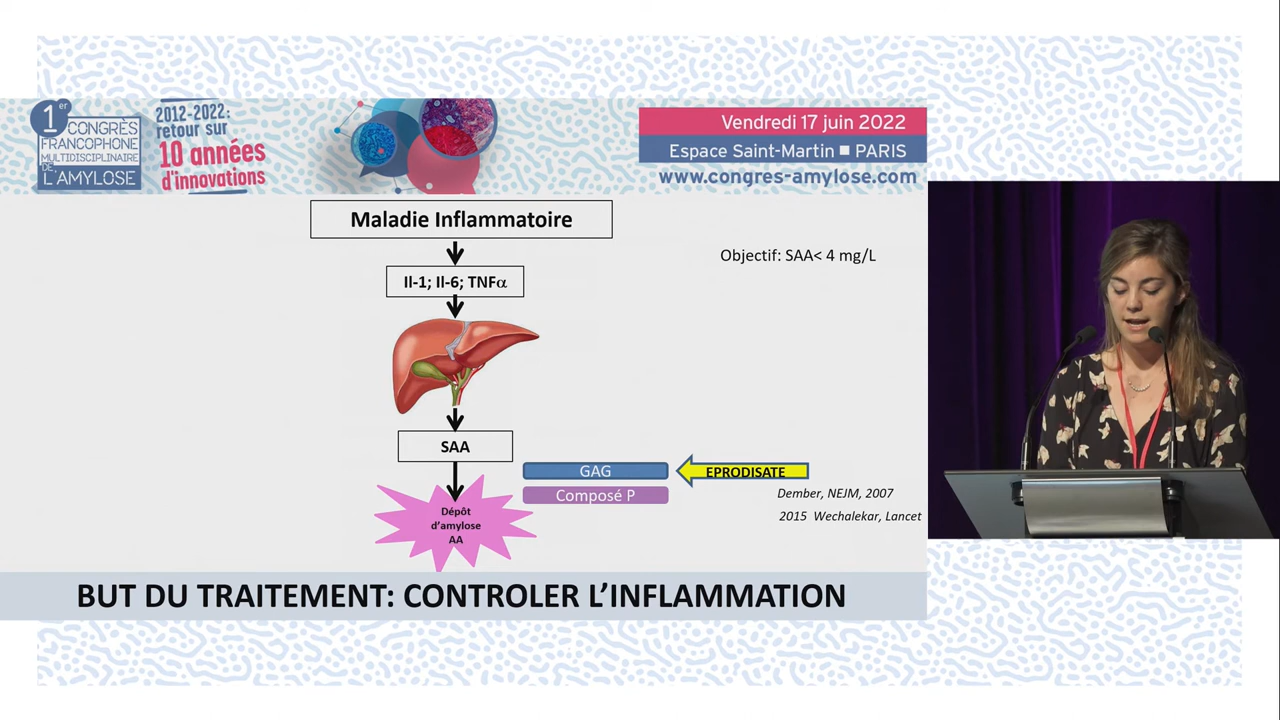 1er
CONGRÈS
FRANCOPHONE
MULTIDISCIPLINAIRE
DE
L'AMYLOSE
2012-2022:
retour sur
10 années
d'innovations
Vendredi 17 juin 2022
Espace Saint-Martin ■ PARIS
www.congres-amylose.com
Maladie Inflammatoire
Objectif: SAA< 4 mg/L
Il-1; Il-6; TNFα
SAA
GAG
EPRODISATE
Composé P
Dember, NEJM, 2007
2015 Wechalekar, Lancet
Dépôt
d'amylose
AA
BUT DU TRAITEMENT: CONTROLER L'INFLAMMATION